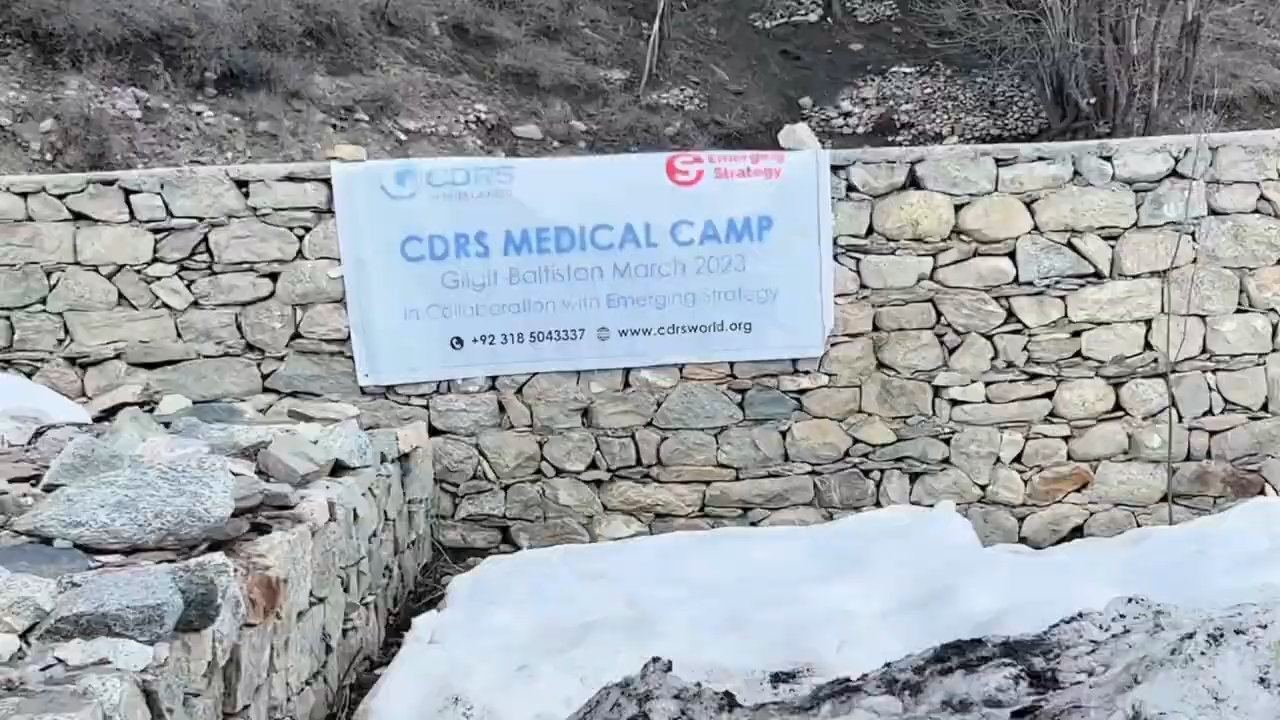 CDRS
Emerging
Strategy
CDRS MEDICAL CAMP
Gilgit Baltistan March 2023
in Collaboration with Emerging Strategy
+92 318 5043337 www.cdrsworld.org